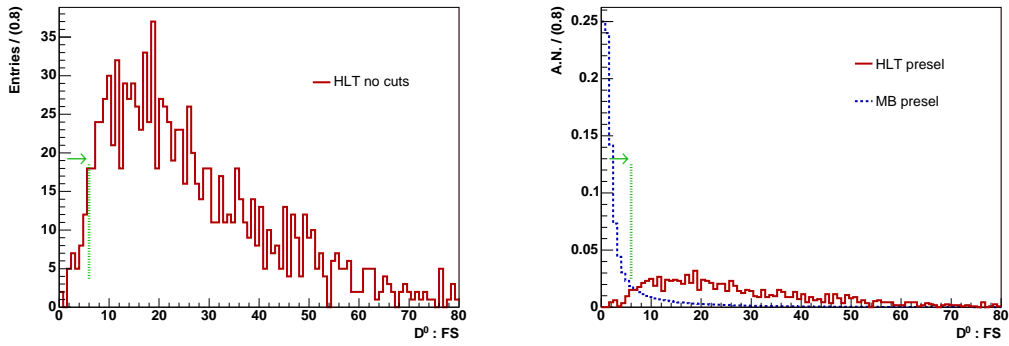 Entries / (0.8)
35
30
25
20
15
10
5
0
HLT no cuts
0 10 20 30 40 50 60 70 80
D⁰ : FS
A.N. / (0.8)
0.25
0.2
0.15
0.1
0.05
0
HLT presel
MB presel
0 10 20 30 40 50 60 70 80
D⁰ : FS